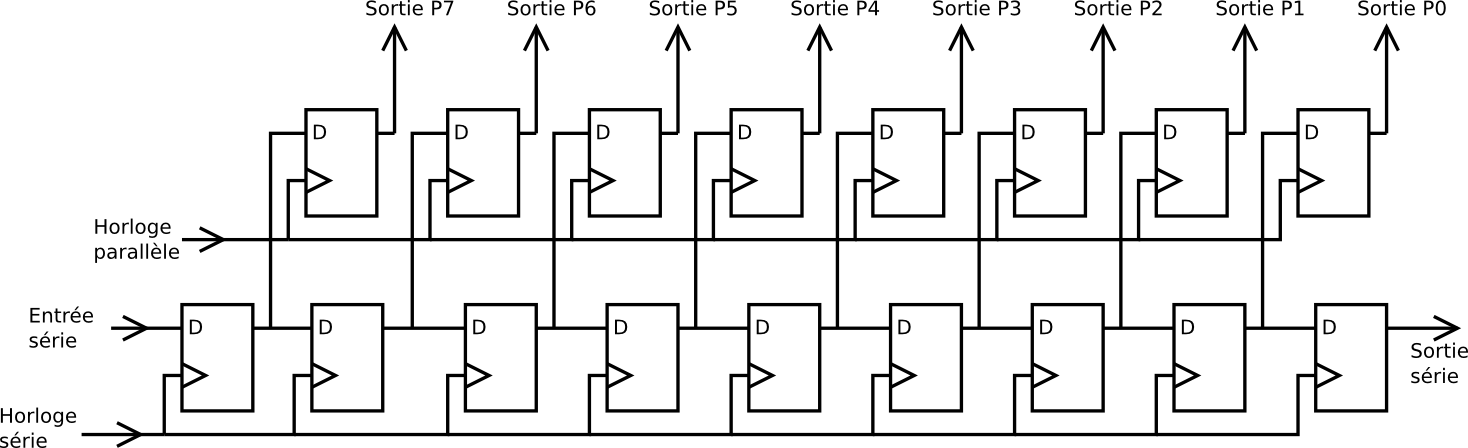 Sortie P7
Sortie P6
Sortie P5
Sortie P4
Sortie P3
Sortie P2
Sortie P1
Sortie P0
D
D
D
D
D
D
D
D
Horloge
parallèle
Entrée
série
D
D
D
D
D
D
D
D
D
Sortie
série
Horloge
série